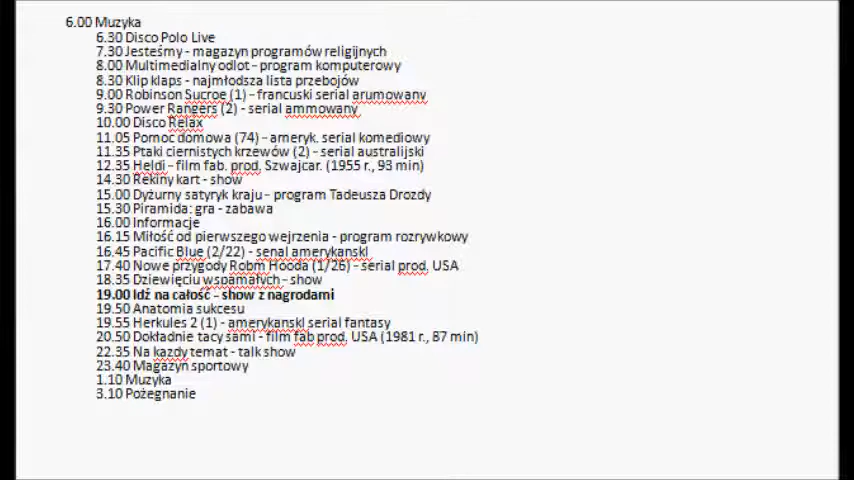 6.00 Muzyka
6.30 Disco Polo Live
7.30 Jesteśmy - magazyn programów religijnych
8.00 Multimedialny odlot - program komputerowy
8.30 Klip klaps - najmłodsza lista przebojów
9.00 Robinson Sucroe (1) - francuski serial arumowany
9.30 Power Rangers (2) - serial ammowany
10.00 Disco Relax
11.05 Pomoc domowa (74) - ameryk. serial komediowy
11.35 Ptaki ciernistych krzewów (2) - serial australijski
12.35 Heldi - film fab. prod. Szwajcar. (1955 r., 93 min)
14.30 Rekiny kart - show
15.00 Dyżurny satyryk kraju - program Tadeusza Drozdy
15.30 Piramida: gra - zabawa
16.00 Informacje
16.15 Miłość od pierwszego wejrzenia - program rozrywkowy
16.45 Pacific Blue (2/22) - senal amerykanskl
17.40 Nowe przygody Robm Hooda (1/26) - serial prod. USA
18.35 Dziewięciu wspamałych - show
19.00 Idź na całość - show z nagrodami
19.50 Anatomia sukcesu
19.55 Herkules 2 (1) - amerykanskl serial fantasy
20.50 Dokładnie tacy sami - film fab prod. USA (1981 r., 87 min)
22.35 Na kazdy temat - talk show
23.40 Magazyn sportowy
1.10 Muzyka
3.10 Pożegnanie